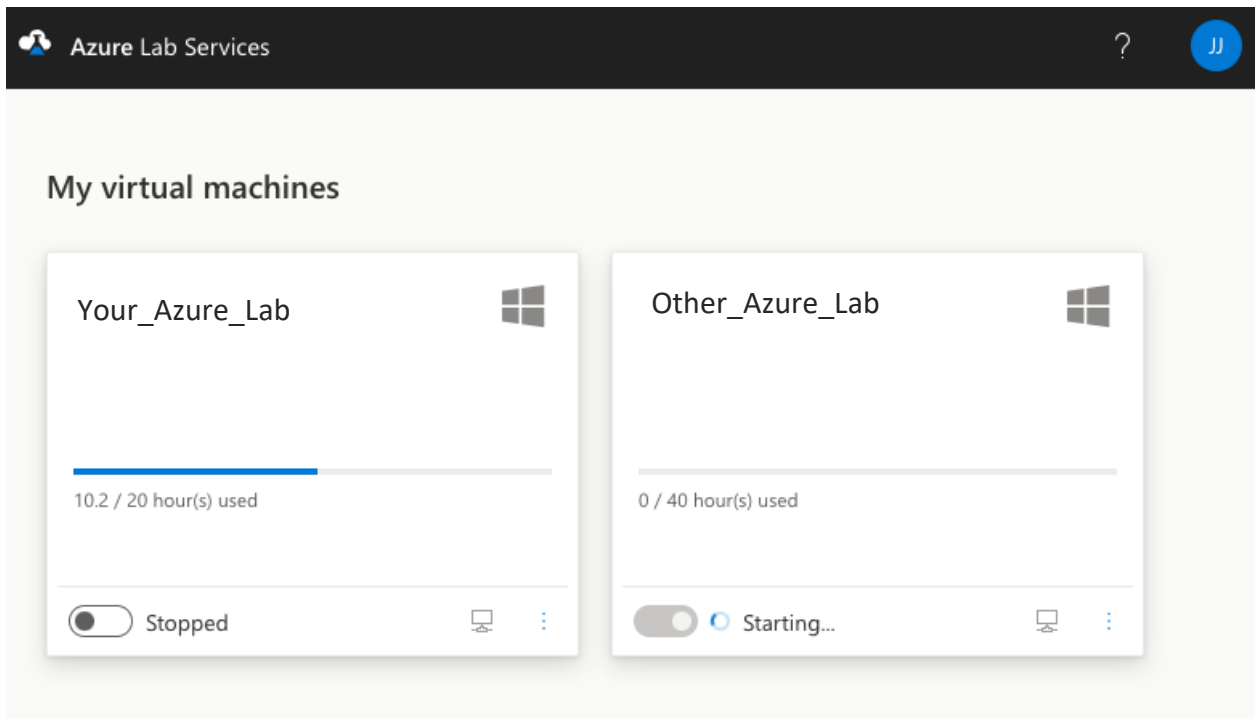 Azure Lab Services
?
JJ
My virtual machines
Your_Azure_Lab
10.2 / 20 hour(s) used
Stopped
Other_Azure_Lab
0 / 40 hour(s) used
Starting...